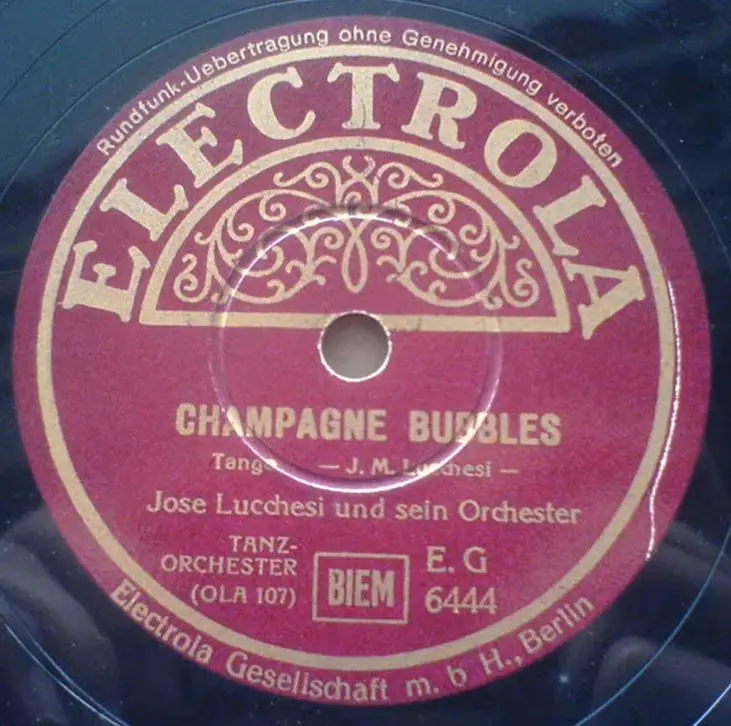 Rundfunk-Uebertragung ohne Genehmigung verboten
ELECTROLA
CHAMPAGNE BUBBLES
Tango — J. M. Lucchesi —
Jose Lucchesi und sein Orchester
TANZ-
ORCHESTER
(OLA 107)
BIEM
E. G
6444
Electrola Gesellschaft m. b H., Berlin